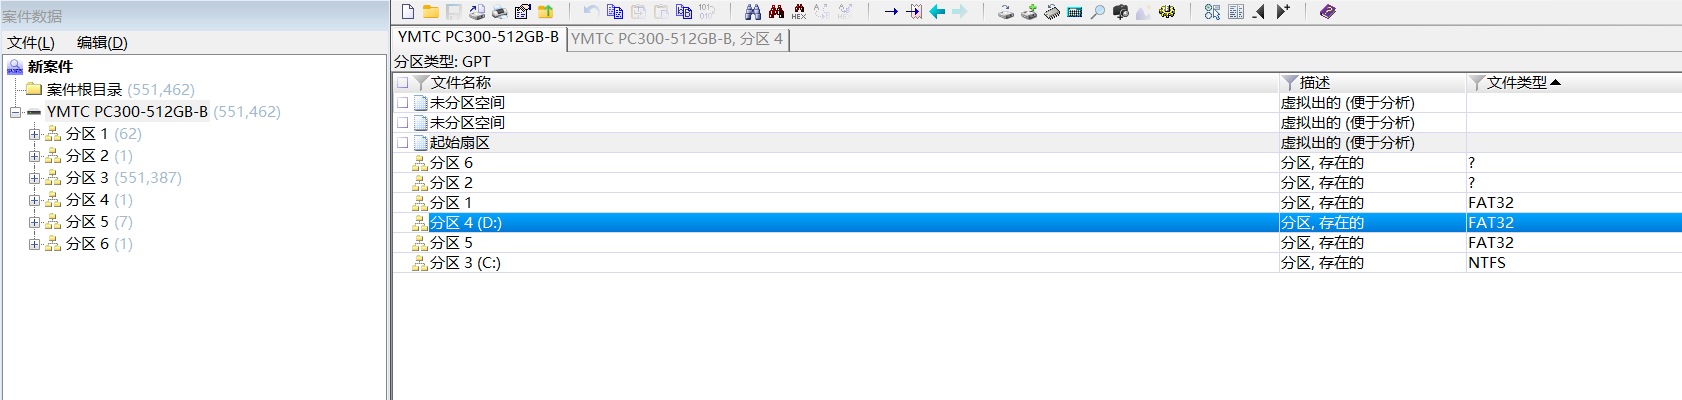 案件数据
文件(L) 编辑(D)
新案件
案件根目录 (551,462)
YMTC PC300-512GB-B (551,462)
分区 1 (62)
分区 2 (1)
分区 3 (551,387)
分区 4 (1)
分区 5 (7)
分区 6 (1)
YMTC PC300-512GB-B YMTC PC300-512GB-B, 分区 4
分区类型: GPT
文件名称 描述 文件类型
未分区空间 虚拟出的 (便于分析)
未分区空间 虚拟出的 (便于分析)
起始扇区 虚拟出的 (便于分析)
分区 6 分区, 存在的 ?
分区 2 分区, 存在的 ?
分区 1 分区, 存在的 FAT32
分区 4 (D:) 分区, 存在的 FAT32
分区 5 分区, 存在的 FAT32
分区 3 (C:) 分区, 存在的 NTFS